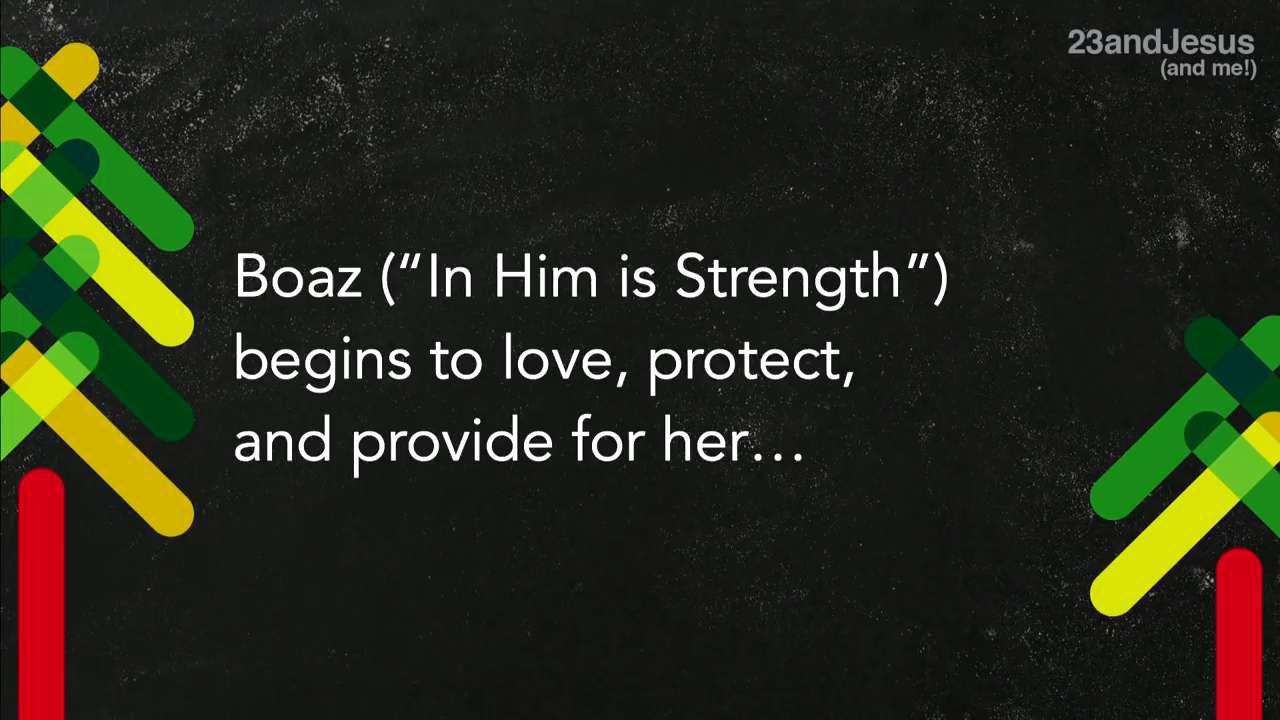 23andJesus
(and me!)
Boaz (“In Him is Strength”)
begins to love, protect,
and provide for her…